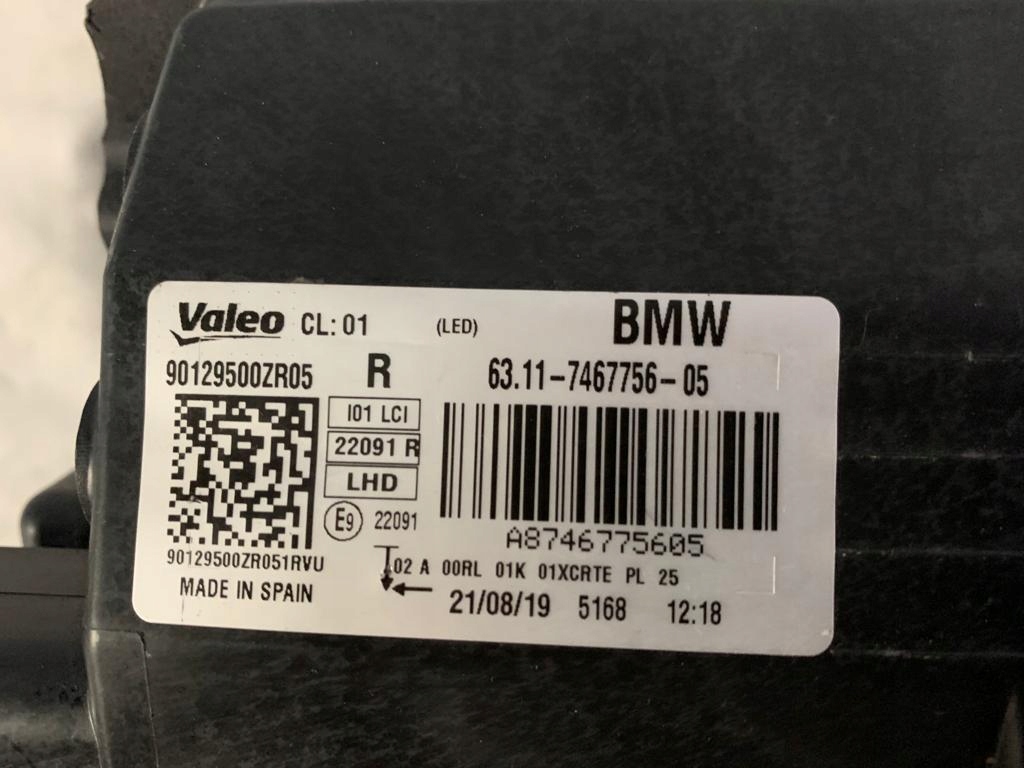 Valeo CL: 01 (LED) BMW
90129500ZR05 R 63.11-7467756-05
I01 LCI
22091 R
LHD
E9 22091
A8746775605
90129500ZR051RVU
02 A 00RL 01K 01XCRTE PL 25
MADE IN SPAIN
21/08/19 5168 12:18